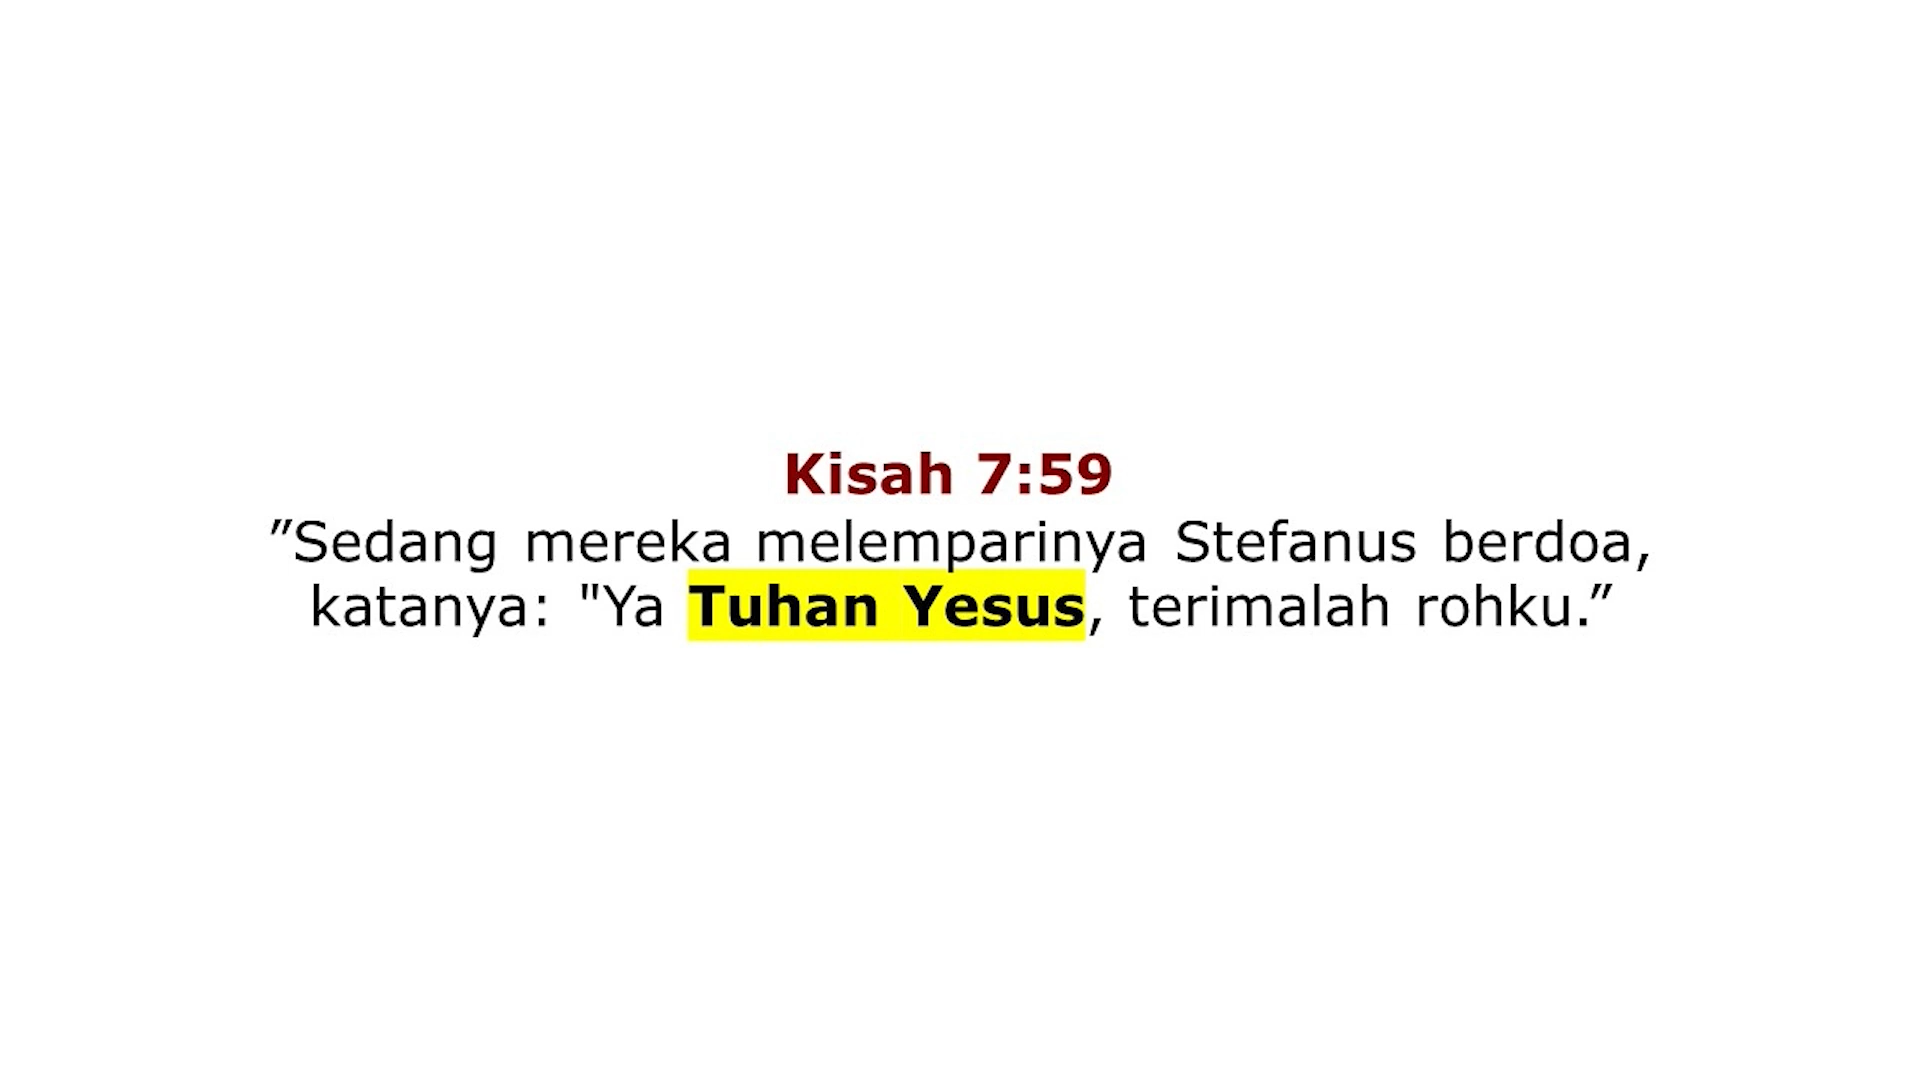 Kisah 7:59
”Sedang mereka melemparinya Stefanus berdoa,
katanya: "Ya Tuhan Yesus, terimalah rohku.”